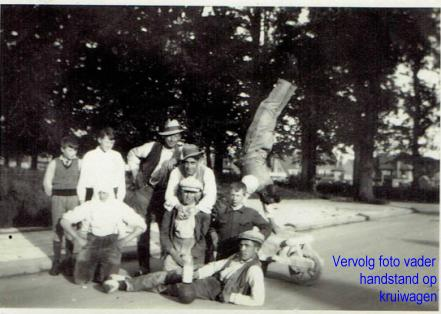 Vervolg foto vader
handstand op
kruiwagen